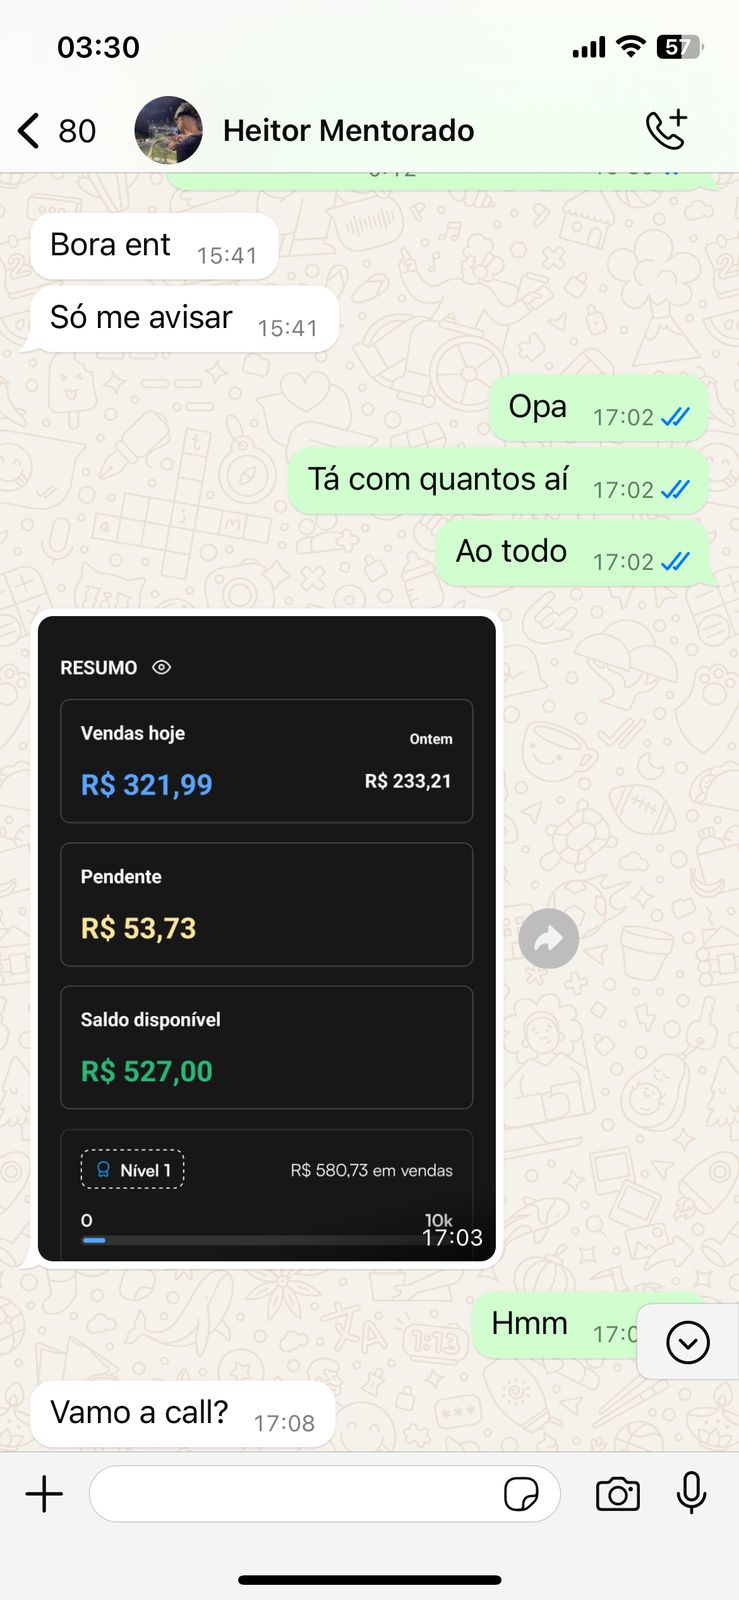 03:30
57
80
Heitor Mentorado
Bora ent 15:41
Só me avisar 15:41
Opa 17:02
Tá com quantos aí 17:02
Ao todo 17:02
RESUMO
Vendas hoje
Ontem
R$ 321,99
R$ 233,21
Pendente
R$ 53,73
Saldo disponível
R$ 527,00
Nível 1
R$ 580,73 em vendas
0
10k
17:03
Hmm
Vamo a call? 17:08